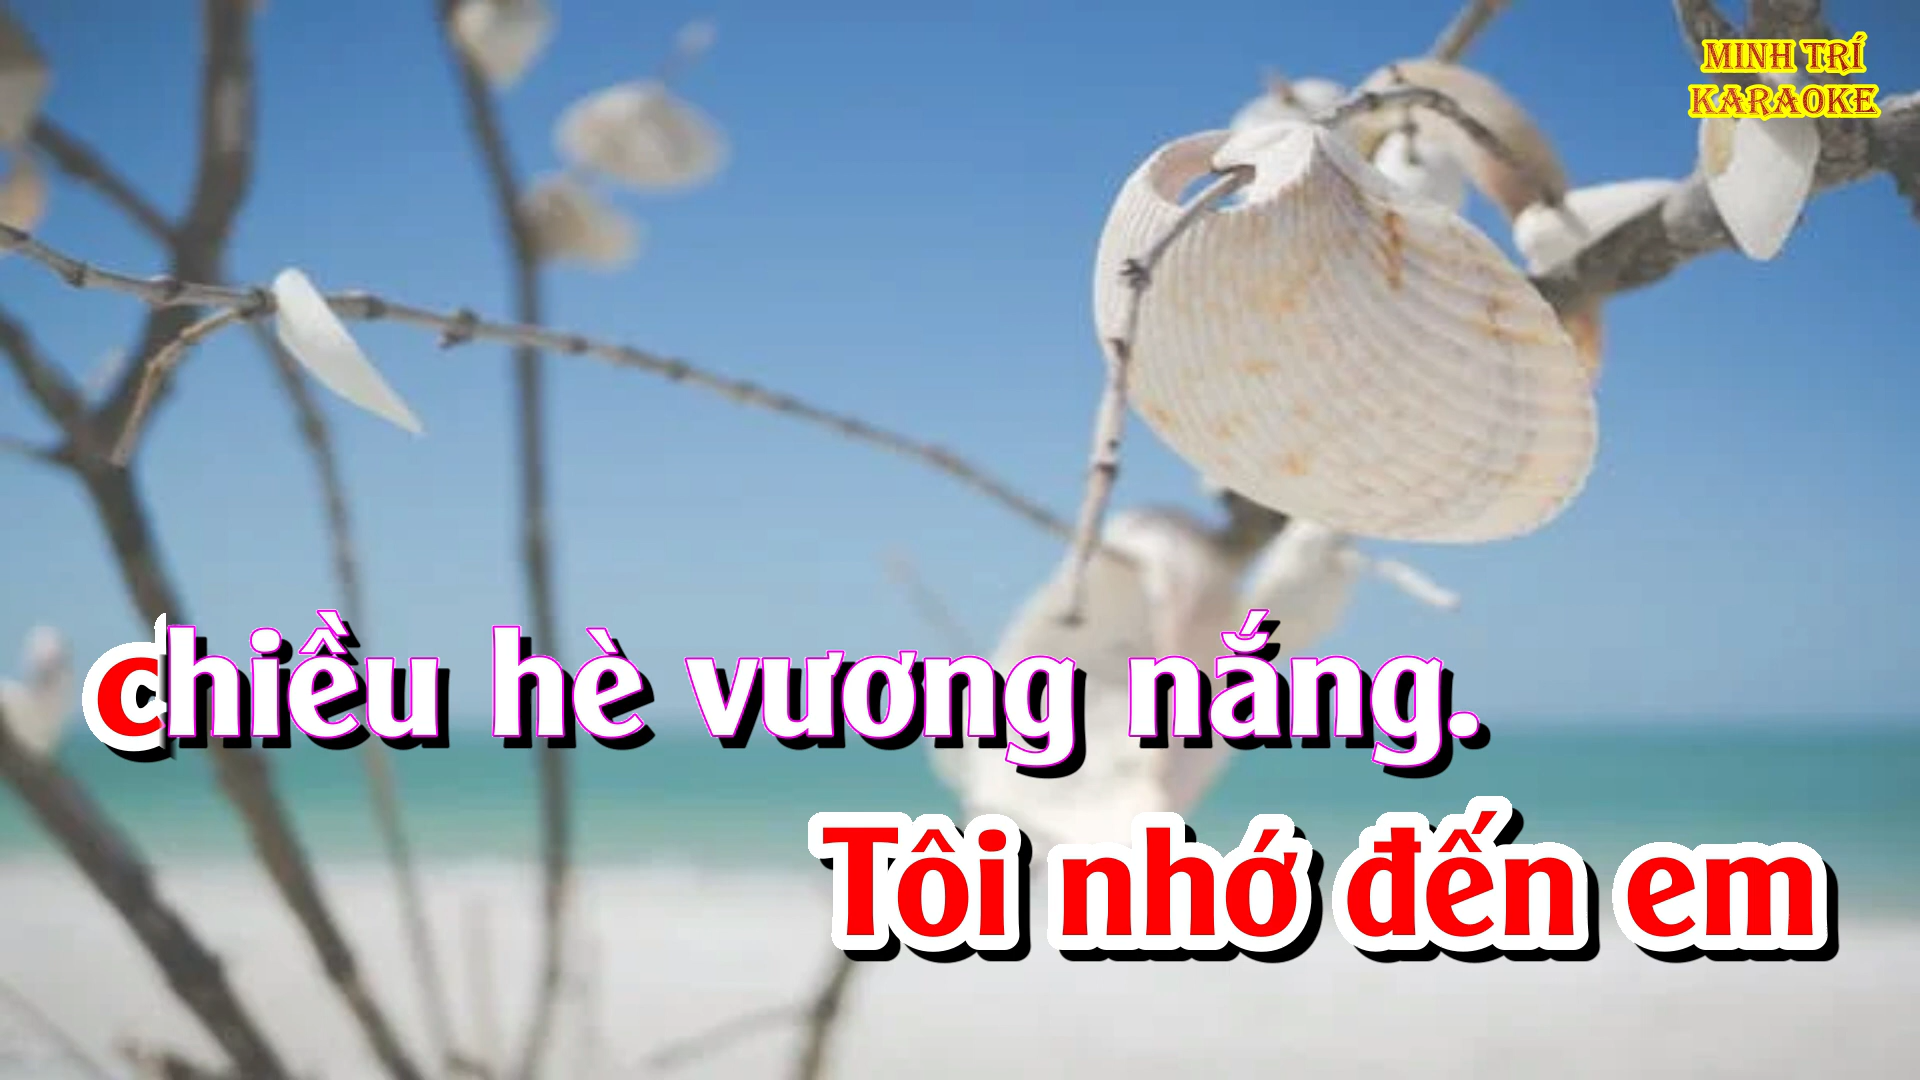 MINH TRÍ
KARAOKE
chiều hè vương nắng.
Tôi nhớ đến em